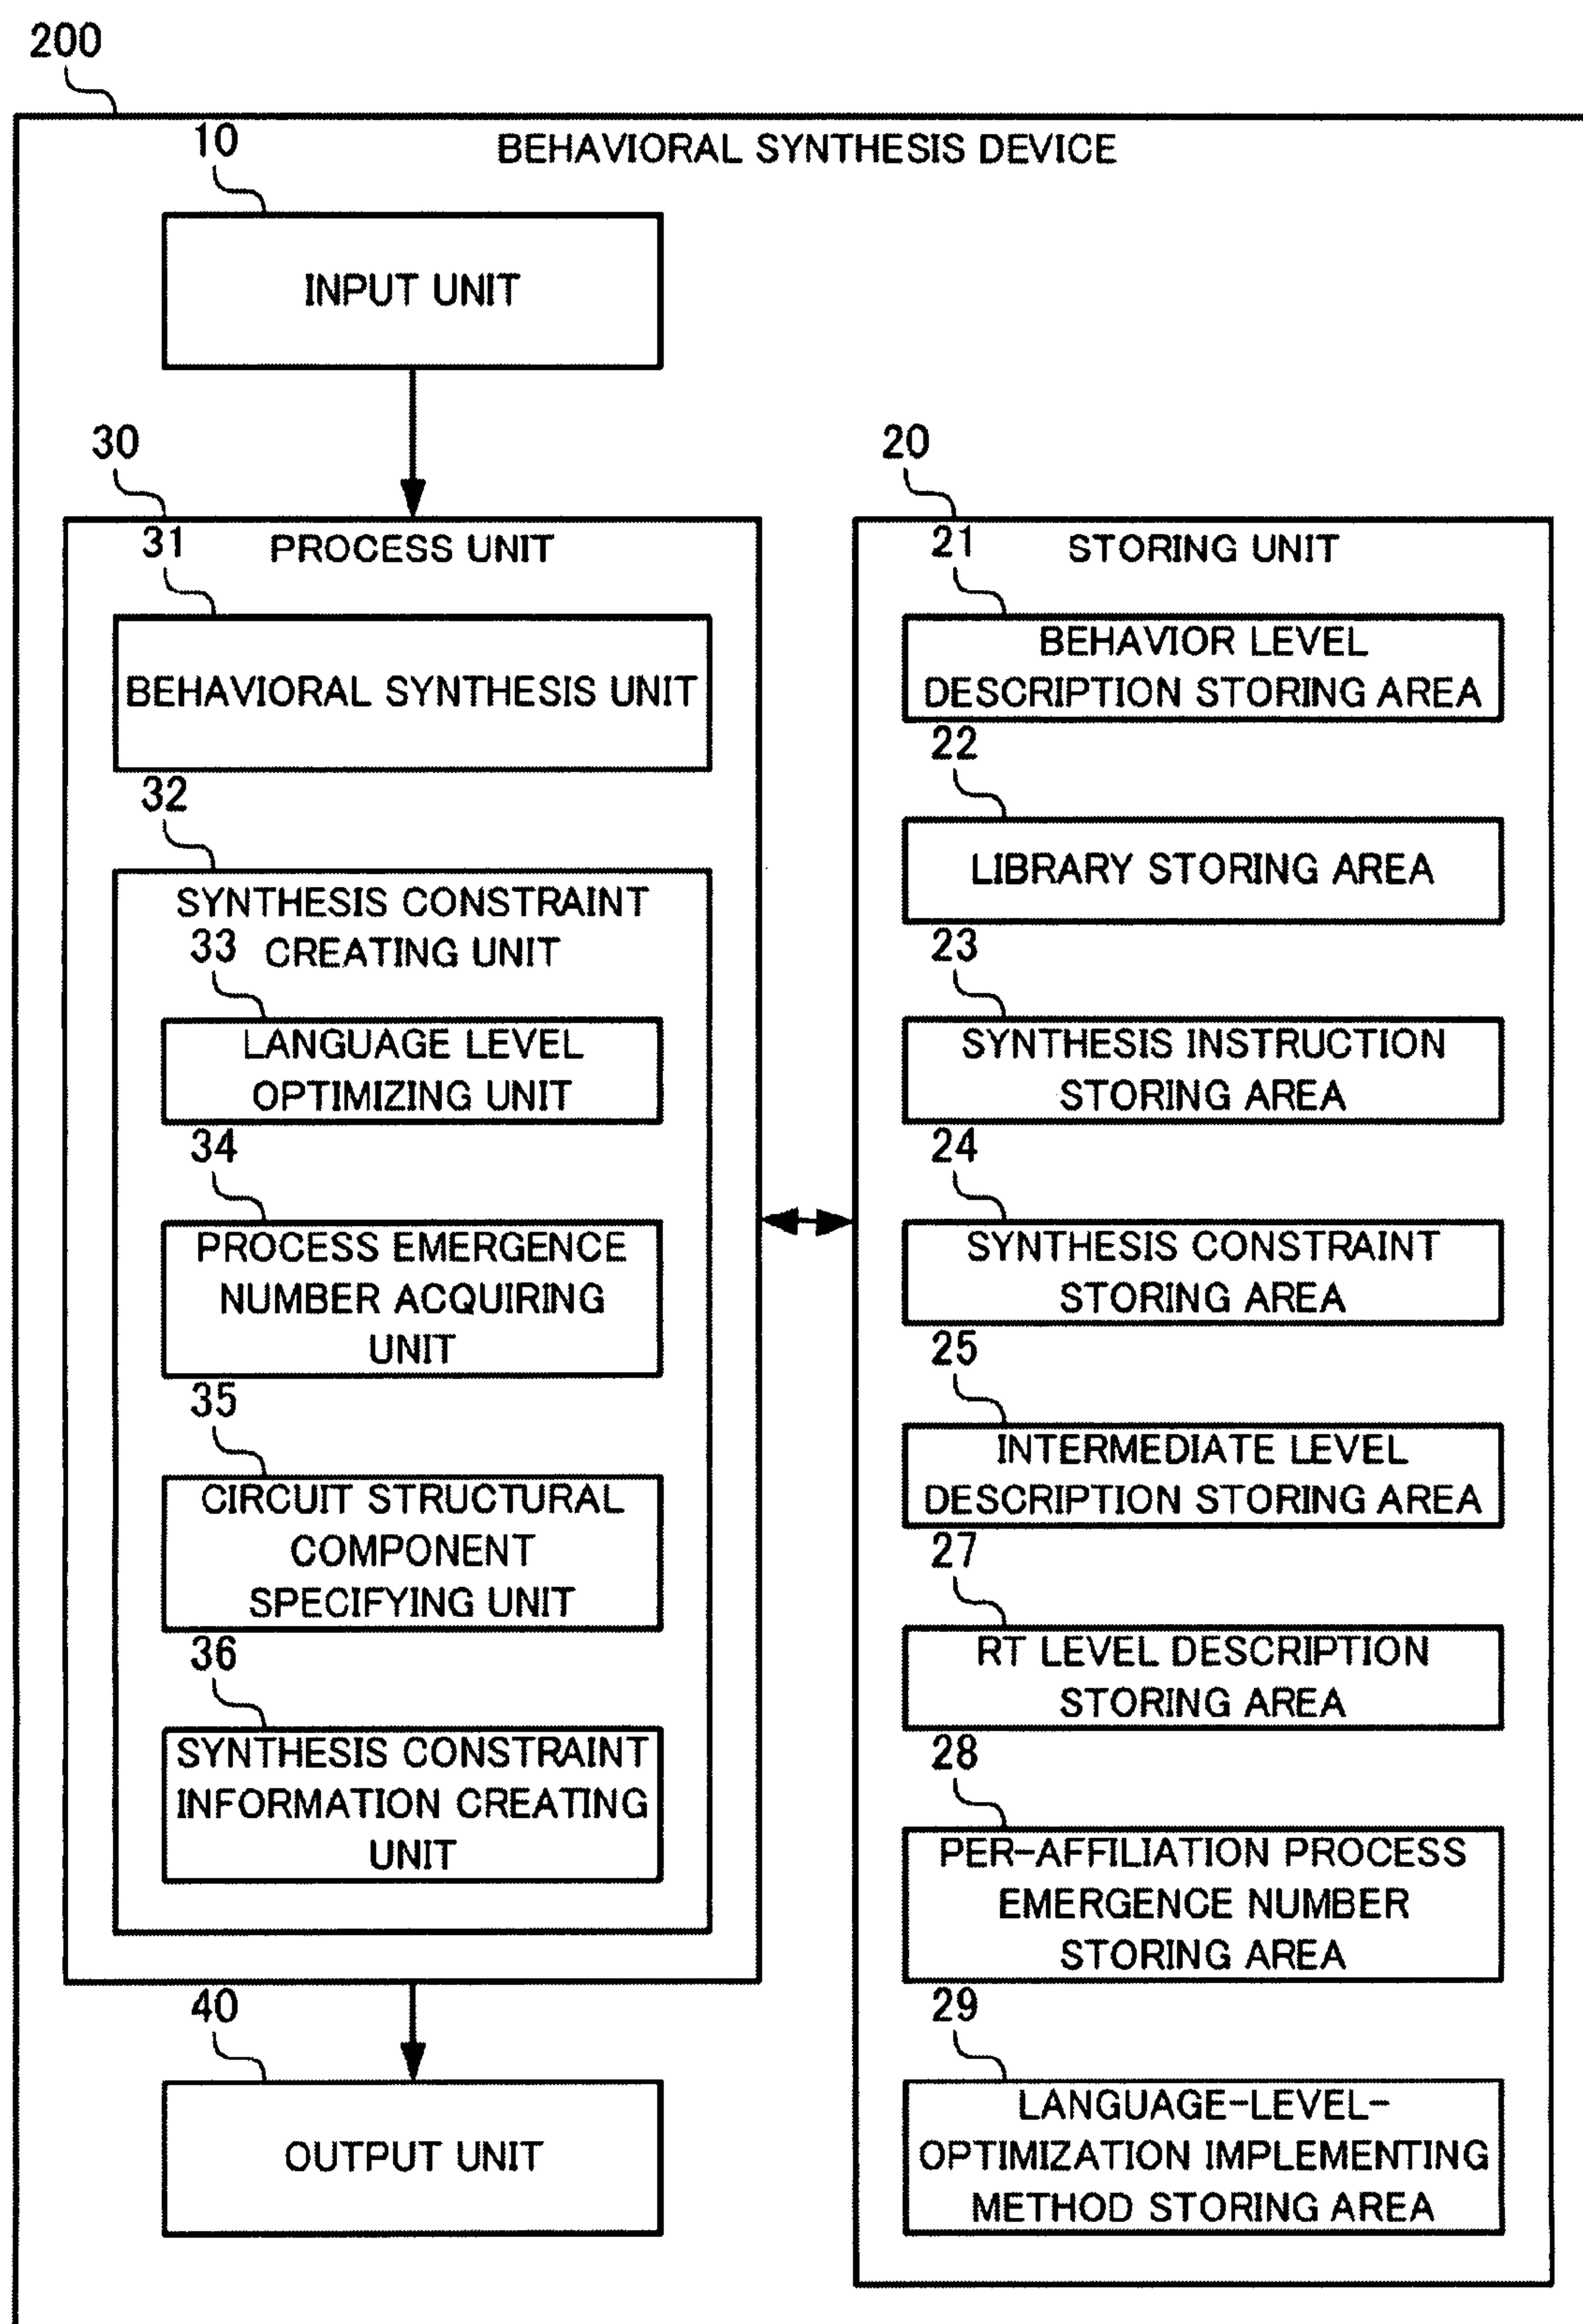 200
BEHAVIORAL SYNTHESIS DEVICE
10
INPUT UNIT
30
PROCESS UNIT
31
BEHAVIORAL SYNTHESIS UNIT
32
SYNTHESIS CONSTRAINT
CREATING UNIT
33
LANGUAGE LEVEL
OPTIMIZING UNIT
34
PROCESS EMERGENCE
NUMBER ACQUIRING
UNIT
35
CIRCUIT STRUCTURAL
COMPONENT
SPECIFYING UNIT
36
SYNTHESIS CONSTRAINT
INFORMATION CREATING
UNIT
40
OUTPUT UNIT
20
STORING UNIT
21
BEHAVIOR LEVEL
DESCRIPTION STORING AREA
22
LIBRARY STORING AREA
23
SYNTHESIS INSTRUCTION
STORING AREA
24
SYNTHESIS CONSTRAINT
STORING AREA
25
INTERMEDIATE LEVEL
DESCRIPTION STORING AREA
27
RT LEVEL DESCRIPTION
STORING AREA
28
PER-AFFILIATION PROCESS
EMERGENCE NUMBER
STORING AREA
29
LANGUAGE-LEVEL-
OPTIMIZATION IMPLEMENTING
METHOD STORING AREA